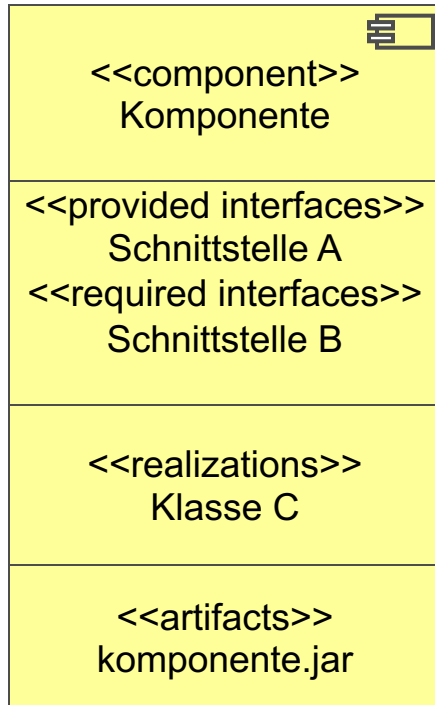 <<component>>
Komponente
<<provided interfaces>>
Schnittstelle A
<<required interfaces>>
Schnittstelle B
<<realizations>>
Klasse C
<<artifacts>>
komponente.jar